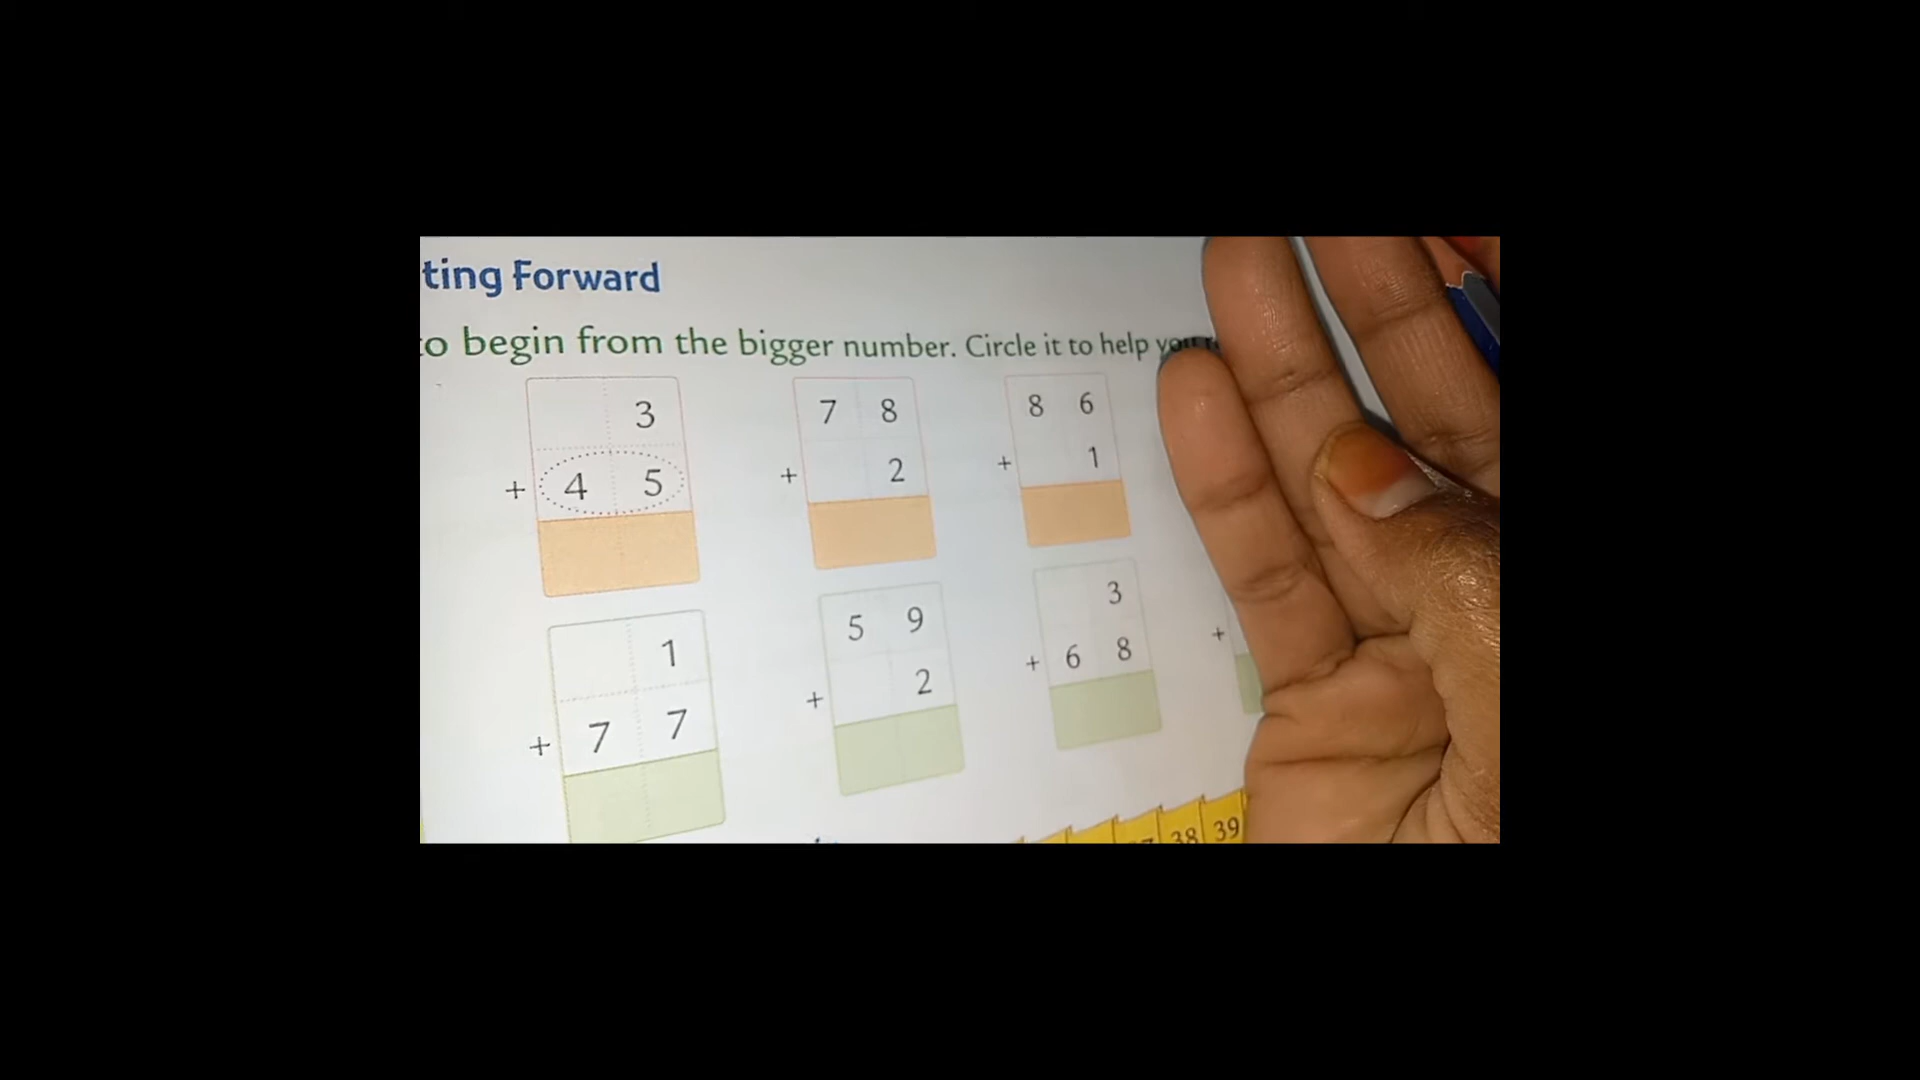 ting Forward
to begin from the bigger number. Circle it to help you
3 7 8 8 6
+ 4 5 + 2 + 1
1 5 9 3
+ 7 7 + 2 + 6 8 +
38 39